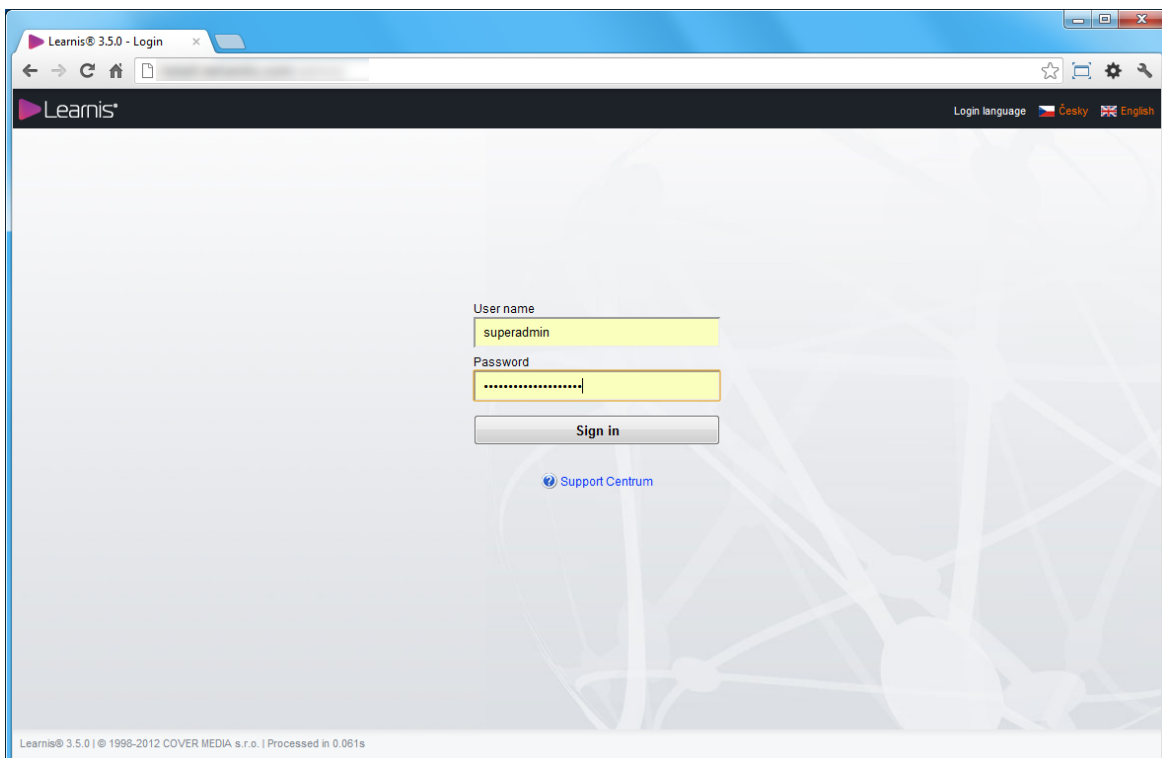 Learnis® 3.5.0 - Login
Learnis®
Login language Česky English
User name
superadmin
Password
••••••••••••••••••••
Sign in
Support Centrum
Learnis® 3.5.0 | © 1998-2012 COVER MEDIA s.r.o. | Processed in 0.061s